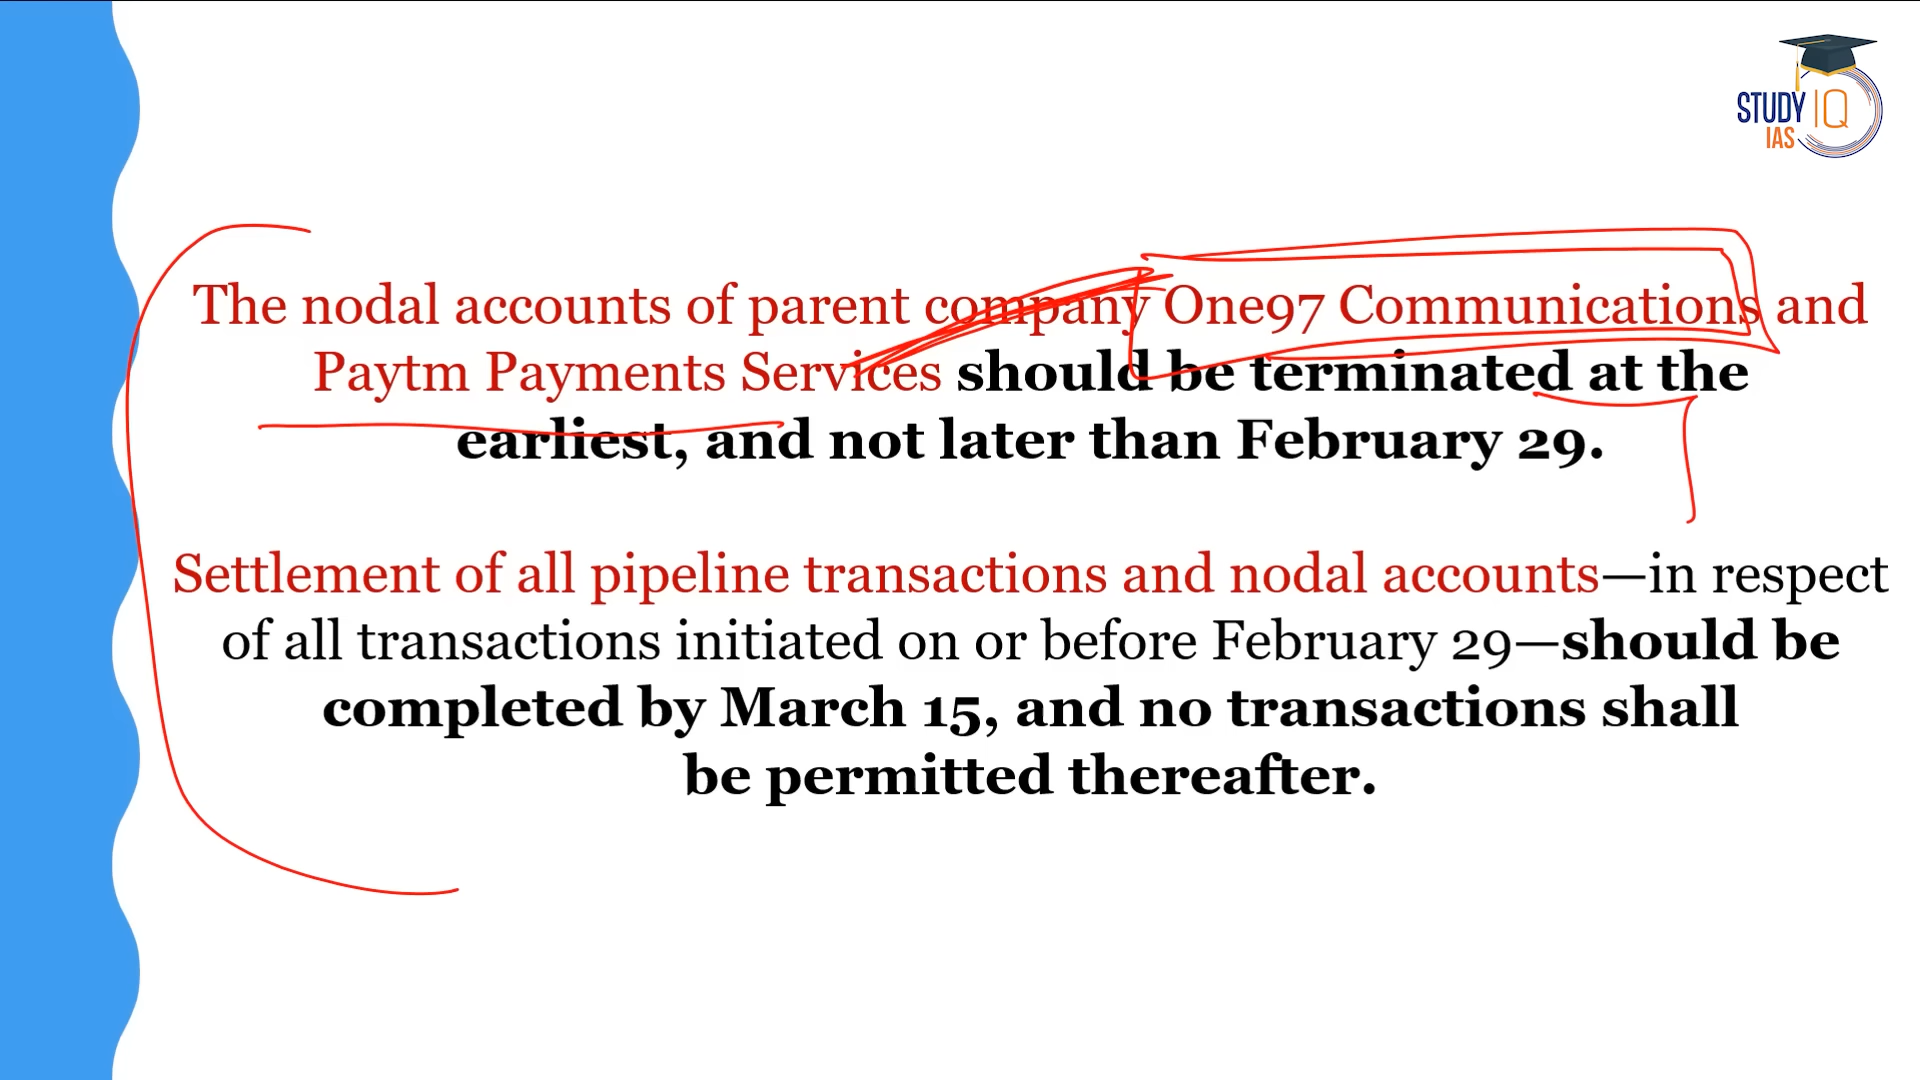 STUDY IQ
IAS
The nodal accounts of parent company One97 Communications and
Paytm Payments Services should be terminated at the
earliest, and not later than February 29.
Settlement of all pipeline transactions and nodal accounts—in respect
of all transactions initiated on or before February 29—should be
completed by March 15, and no transactions shall
be permitted thereafter.